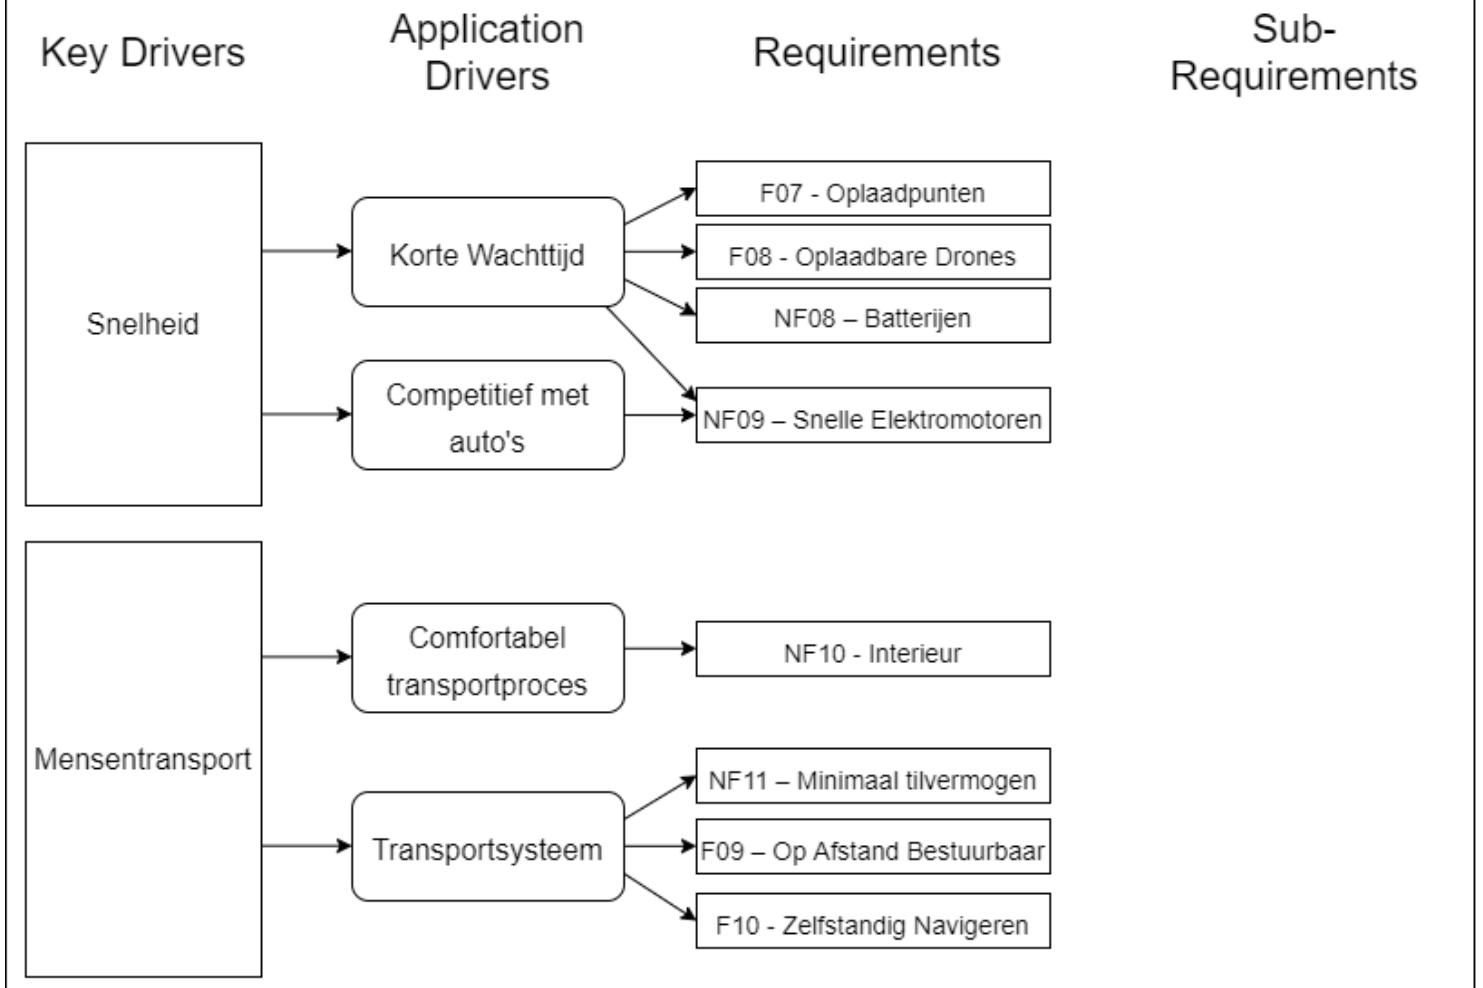 Key Drivers
Application
Drivers
Requirements
Sub-
Requirements
Snelheid
Korte Wachttijd
F07 - Oplaadpunten
F08 - Oplaadbare Drones
NF08 – Batterijen
Competitief met
auto's
NF09 – Snelle Elektromotoren
Mensentransport
Comfortabel
transportproces
NF10 - Interieur
Transportsysteem
NF11 – Minimaal tilvermogen
F09 – Op Afstand Bestuurbaar
F10 - Zelfstandig Navigeren